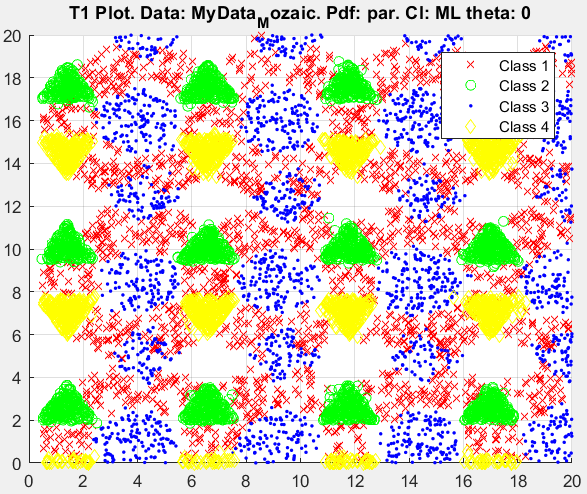 T1 Plot. Data: MyData_Mozaic. Pdf: par. Cl: ML theta: 0
20
18
16
14
12
10
8
6
4
2
0
Class 1
Class 2
Class 3
Class 4
0 2 4 6 8 10 12 14 16 18 20